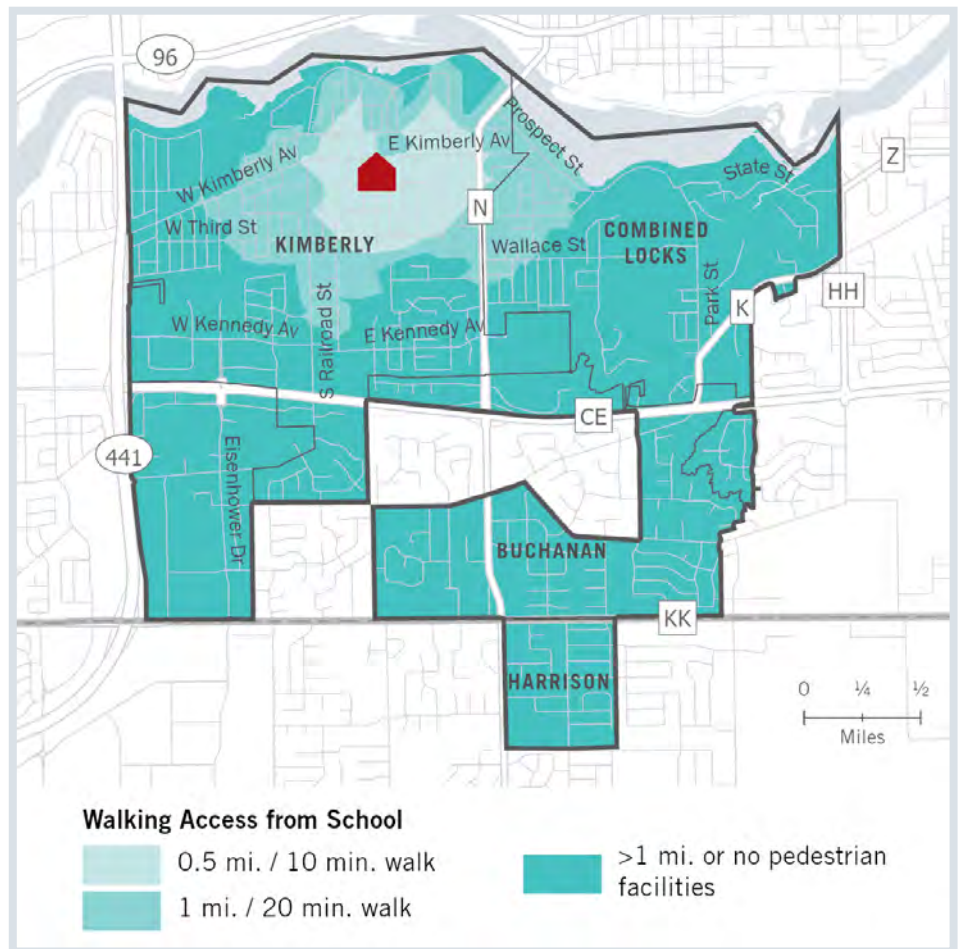 96
Prospect St
E Kimberly Av
Z
State St
W Kimberly Av
N
W Third St
COMBINED
LOCKS
KIMBERLY
Wallace St
Park St
HH
K
W Kennedy Av
E Kennedy Av
S Railroad St
CE
441
Eisenhower Dr
BUCHANAN
KK
HARRISON
0 ¼ ½
Miles
Walking Access from School
0.5 mi. / 10 min. walk
1 mi. / 20 min. walk
>1 mi. or no pedestrian
facilities